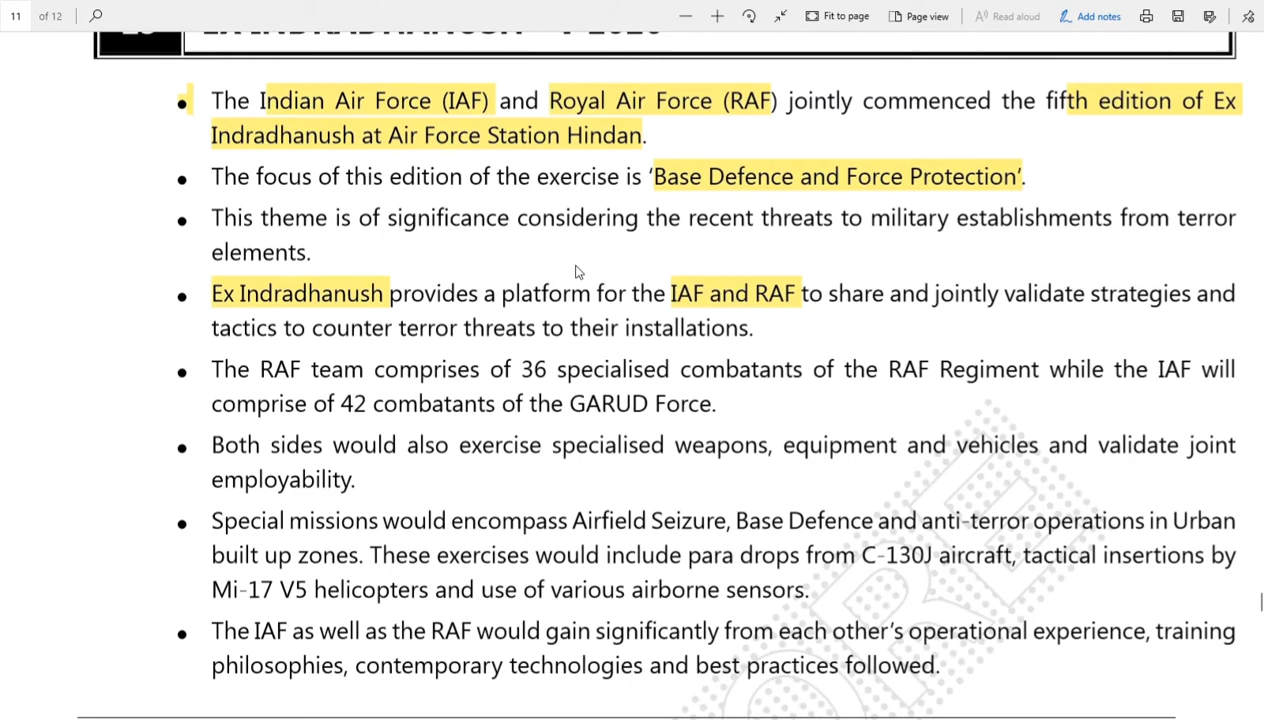 11 of 12
Fit to page
Page view
Read aloud
Add notes
The Indian Air Force (IAF) and Royal Air Force (RAF) jointly commenced the fifth edition of Ex
Indradhanush at Air Force Station Hindan.
The focus of this edition of the exercise is ‘Base Defence and Force Protection’.
This theme is of significance considering the recent threats to military establishments from terror
elements.
Ex Indradhanush provides a platform for the IAF and RAF to share and jointly validate strategies and
tactics to counter terror threats to their installations.
The RAF team comprises of 36 specialised combatants of the RAF Regiment while the IAF will
comprise of 42 combatants of the GARUD Force.
Both sides would also exercise specialised weapons, equipment and vehicles and validate joint
employability.
Special missions would encompass Airfield Seizure, Base Defence and anti-terror operations in Urban
built up zones. These exercises would include para drops from C-130J aircraft, tactical insertions by
Mi-17 V5 helicopters and use of various airborne sensors.
The IAF as well as the RAF would gain significantly from each other’s operational experience, training
philosophies, contemporary technologies and best practices followed.